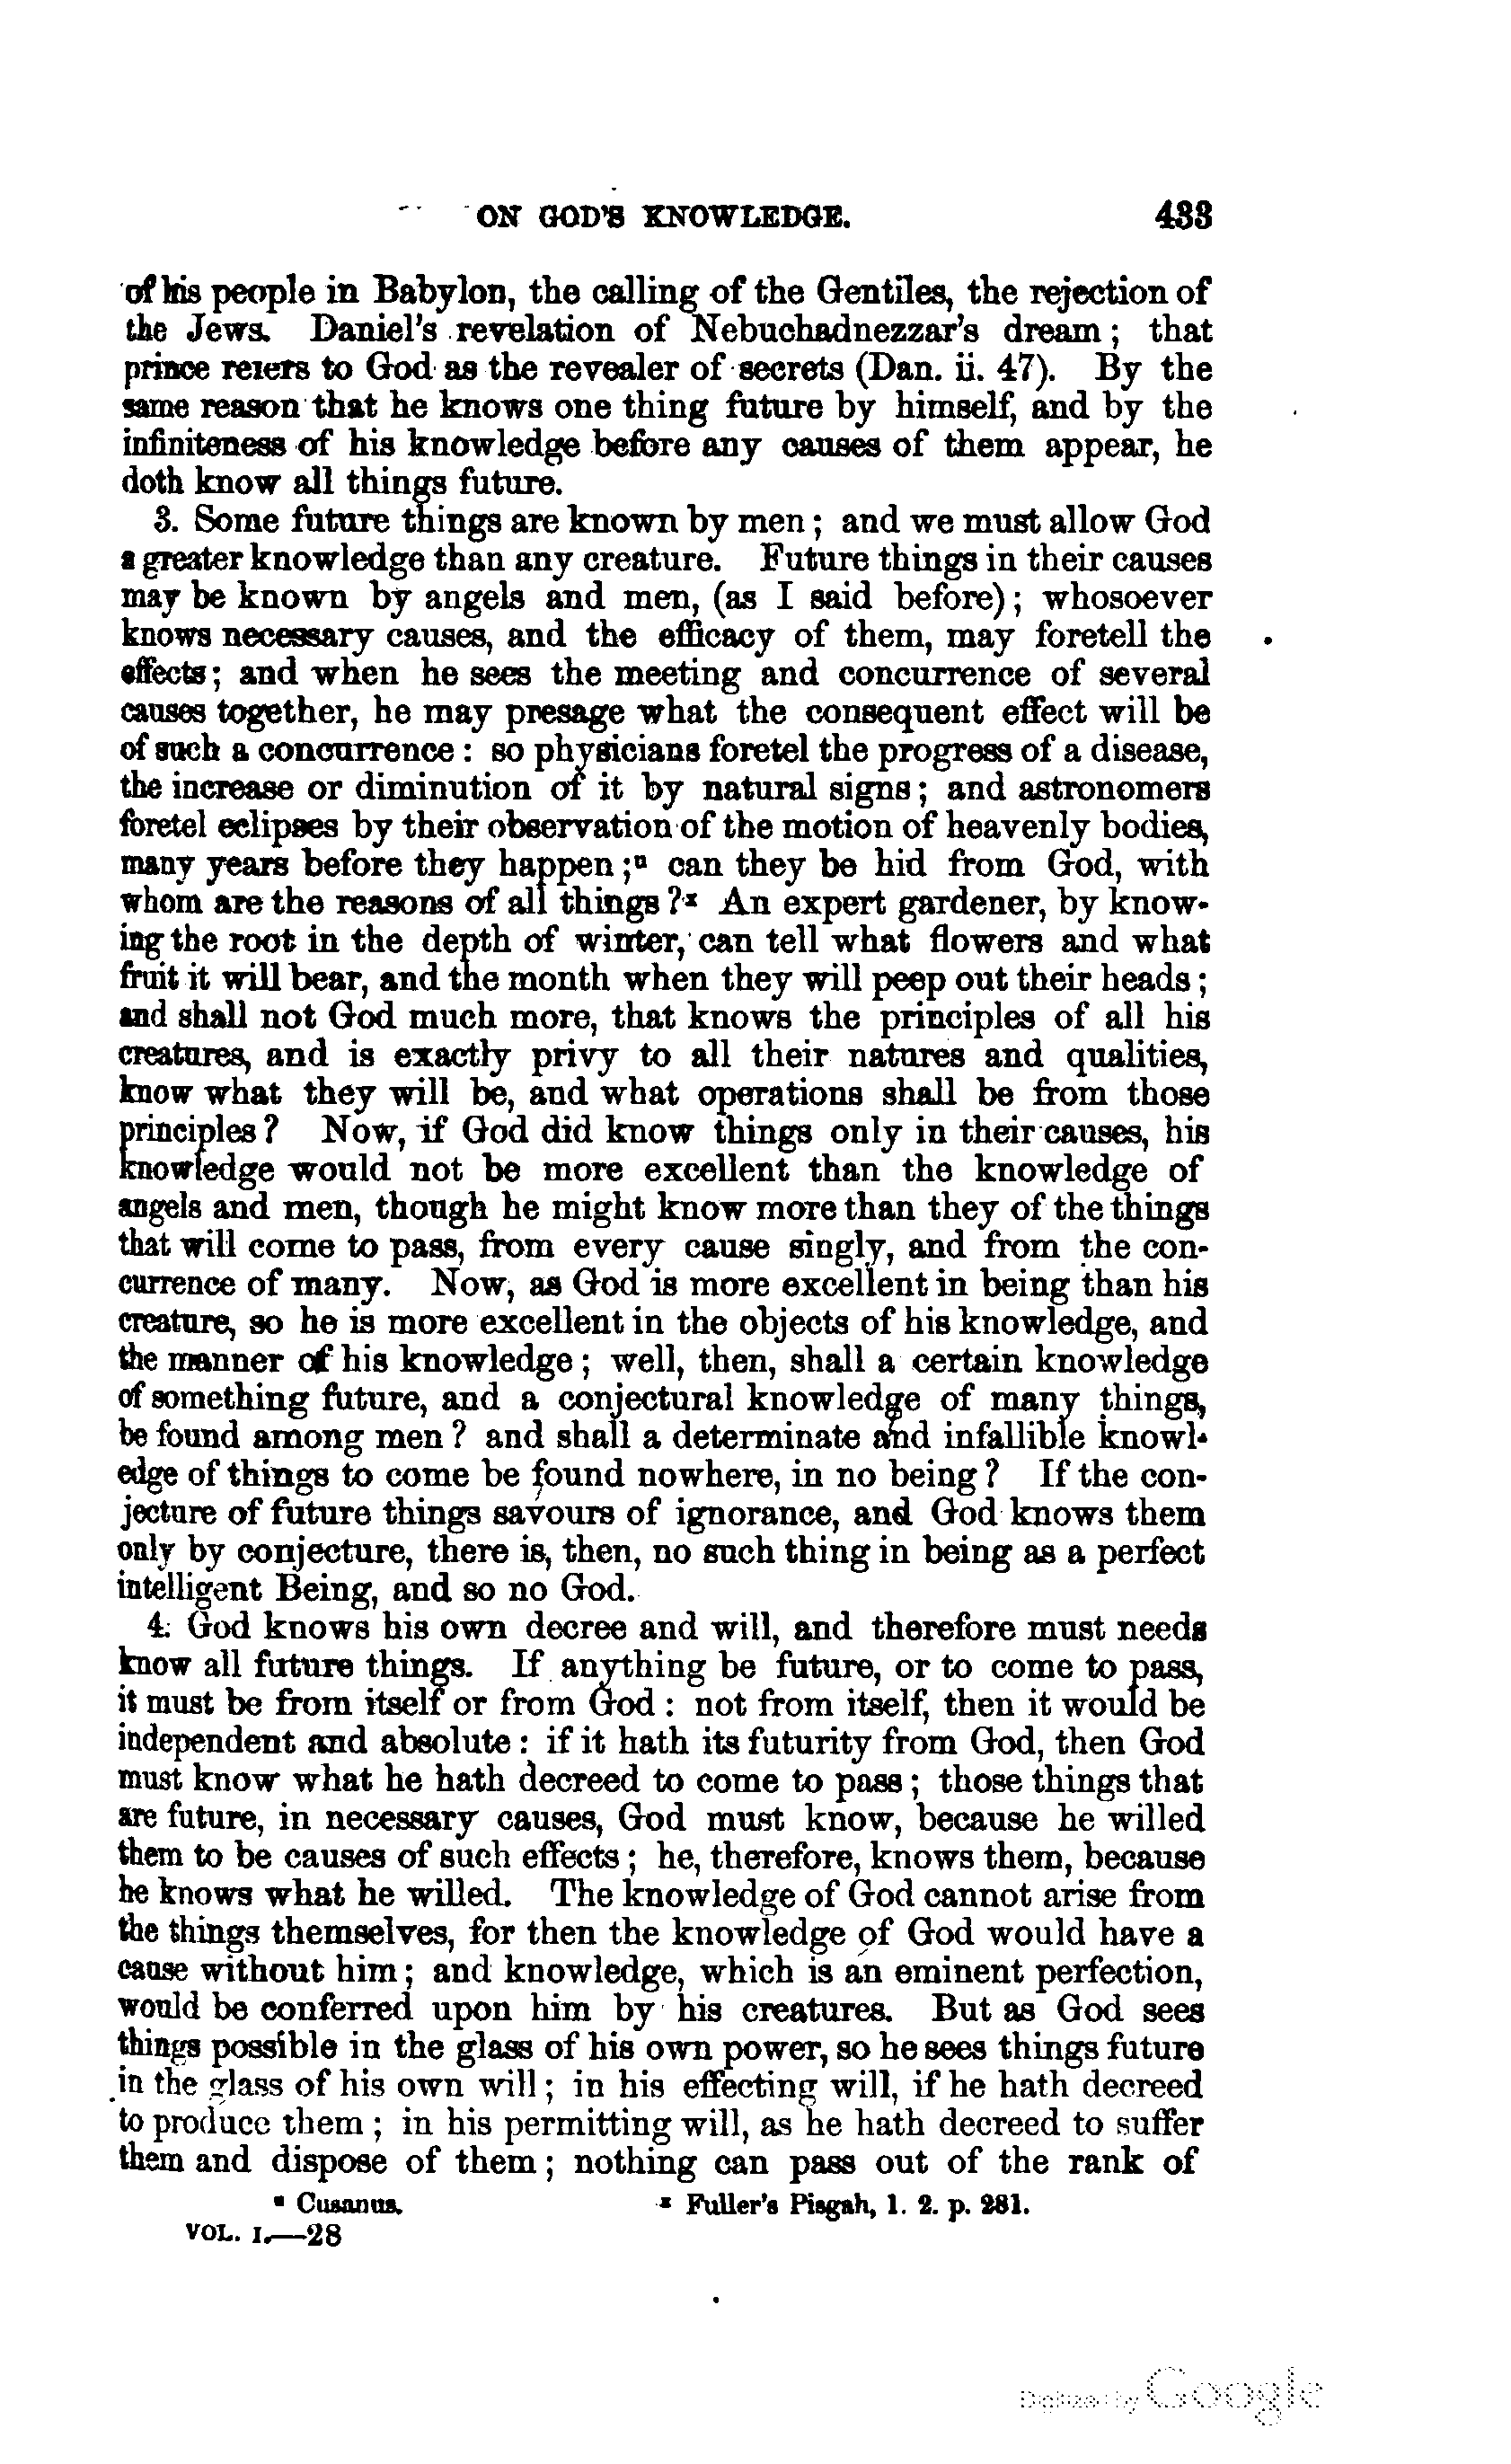 ON GOD'S KNOWLEDGE. 433
of his people in Babylon, the calling of the Gentiles, the rejection of
the Jews. Daniel's revelation of Nebuchadnezzar's dream; that
prince refers to God as the revealer of secrets (Dan. ii. 47). By the
same reason that he knows one thing future by himself, and by the
infiniteness of his knowledge before any causes of them appear, he
doth know all things future.
3. Some future things are known by men; and we must allow God
a greater knowledge than any creature. Future things in their causes
may be known by angels and men, (as I said before); whosoever
knows necessary causes, and the efficacy of them, may foretell the
effects; and when he sees the meeting and concurrence of several
causes together, he may presage what the consequent effect will be
of such a concurrence: so physicians foretel the progress of a disease,
the increase or diminution of it by natural signs; and astronomers
foretel eclipses by their observation of the motion of heavenly bodies,
many years before they happen;ᵘ can they be hid from God, with
whom are the reasons of all things?ˣ An expert gardener, by know-
ing the root in the depth of winter, can tell what flowers and what
fruit it will bear, and the month when they will peep out their heads;
and shall not God much more, that knows the principles of all his
creatures, and is exactly privy to all their natures and qualities,
know what they will be, and what operations shall be from those
principles? Now, if God did know things only in their causes, his
knowledge would not be more excellent than the knowledge of
angels and men, though he might know more than they of the things
that will come to pass, from every cause singly, and from the con-
currence of many. Now, as God is more excellent in being than his
creature, so he is more excellent in the objects of his knowledge, and
the manner of his knowledge; well, then, shall a certain knowledge
of something future, and a conjectural knowledge of many things,
be found among men? and shall a determinate and infallible knowl-
edge of things to come be found nowhere, in no being? If the con-
jecture of future things savours of ignorance, and God knows them
only by conjecture, there is, then, no such thing in being as a perfect
intelligent Being, and so no God.
4. God knows his own decree and will, and therefore must needs
know all future things. If anything be future, or to come to pass,
it must be from itself or from God: not from itself, then it would be
independent and absolute: if it hath its futurity from God, then God
must know what he hath decreed to come to pass; those things that
are future, in necessary causes, God must know, because he willed
them to be causes of such effects; he, therefore, knows them, because
he knows what he willed. The knowledge of God cannot arise from
the things themselves, for then the knowledge of God would have a
cause without him; and knowledge, which is an eminent perfection,
would be conferred upon him by his creatures. But as God sees
things possible in the glass of his own power, so he sees things future
in the glass of his own will; in his effecting will, if he hath decreed
to produce them; in his permitting will, as he hath decreed to suffer
them and dispose of them; nothing can pass out of the rank of
ᵘ Cusanus. ˣ Fuller's Pisgah, l. 2. p. 281.
VOL. I.—28
Digitized by Google